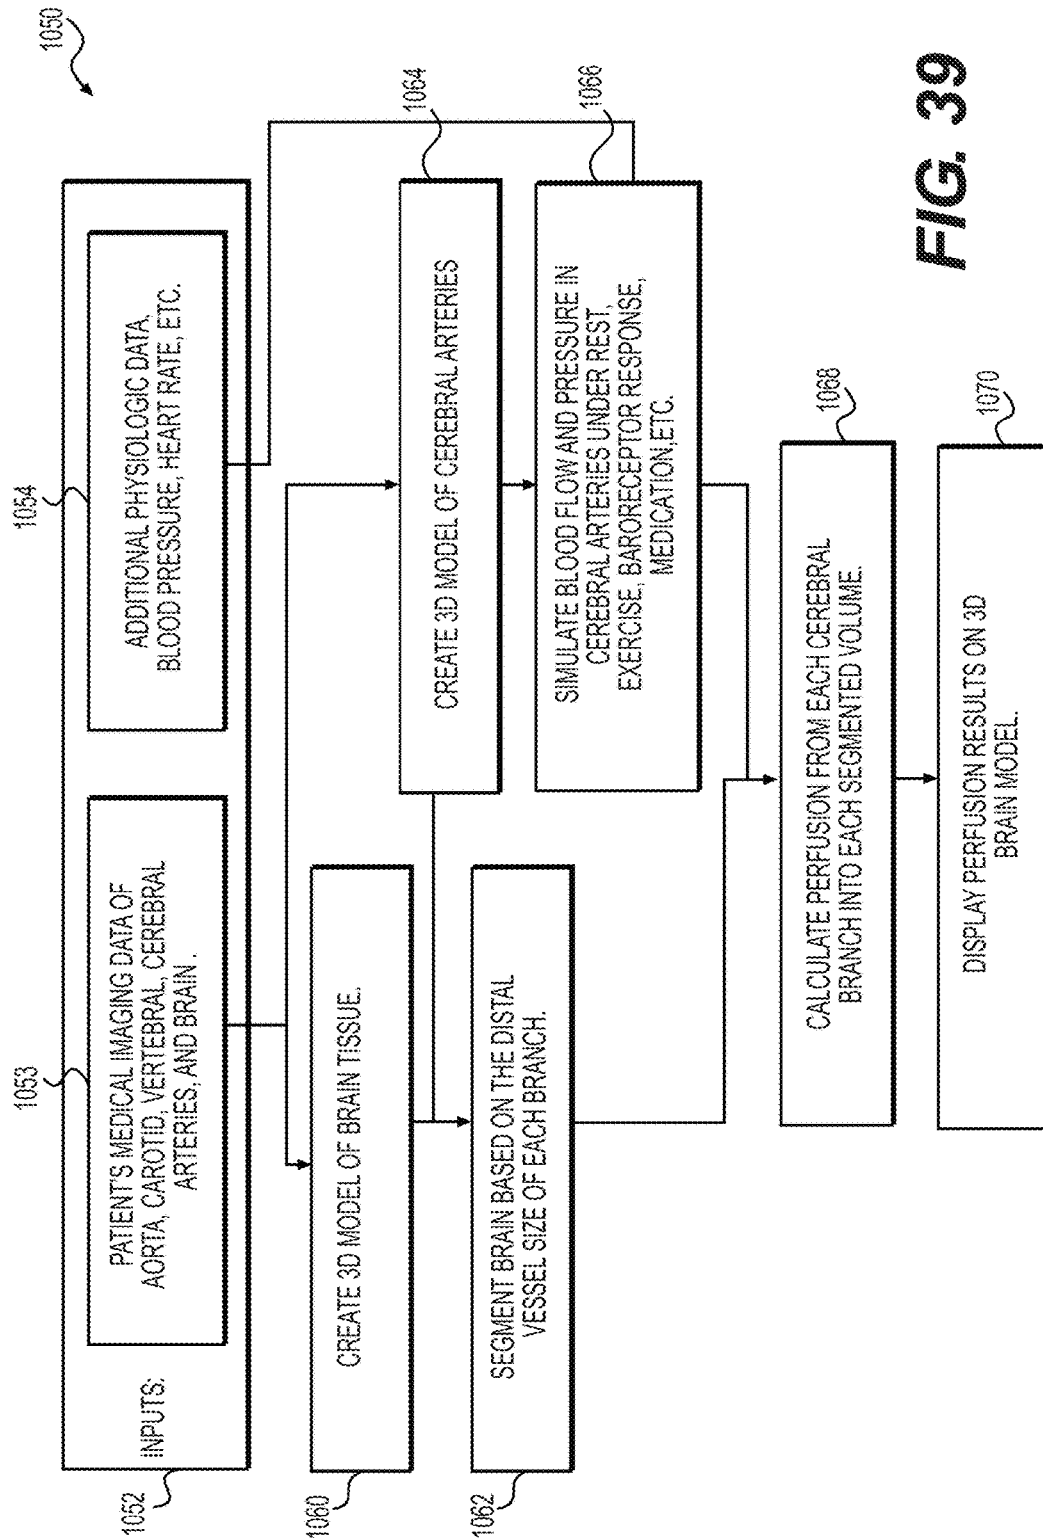 1050
1052
INPUTS:
1053
PATIENT'S MEDICAL IMAGING DATA OF
AORTA, CAROTID, VERTEBRAL, CEREBRAL
ARTERIES, AND BRAIN.
1054
ADDITIONAL PHYSIOLOGIC DATA,
BLOOD PRESSURE, HEART RATE, ETC.
1060
CREATE 3D MODEL OF BRAIN TISSUE.
1064
CREATE 3D MODEL OF CEREBRAL ARTERIES
1062
SEGMENT BRAIN BASED ON THE DISTAL
VESSEL SIZE OF EACH BRANCH.
1066
SIMULATE BLOOD FLOW AND PRESSURE IN
CEREBRAL ARTERIES UNDER REST,
EXERCISE, BARORECEPTOR RESPONSE,
MEDICATION,ETC.
1068
CALCULATE PERFUSION FROM EACH CEREBRAL
BRANCH INTO EACH SEGMENTED VOLUME.
1070
DISPLAY PERFUSION RESULTS ON 3D
BRAIN MODEL.
FIG. 39